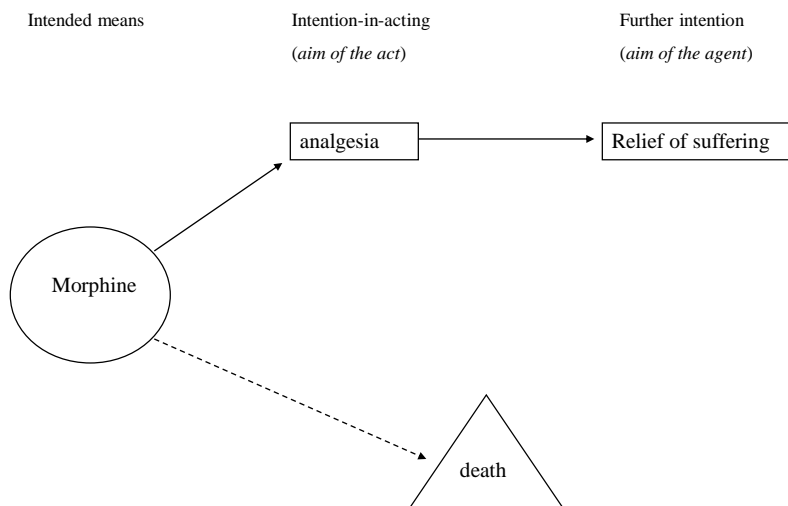 Intended means
Intention-in-acting
(aim of the act)
Further intention
(aim of the agent)
analgesia
Relief of suffering
Morphine
death